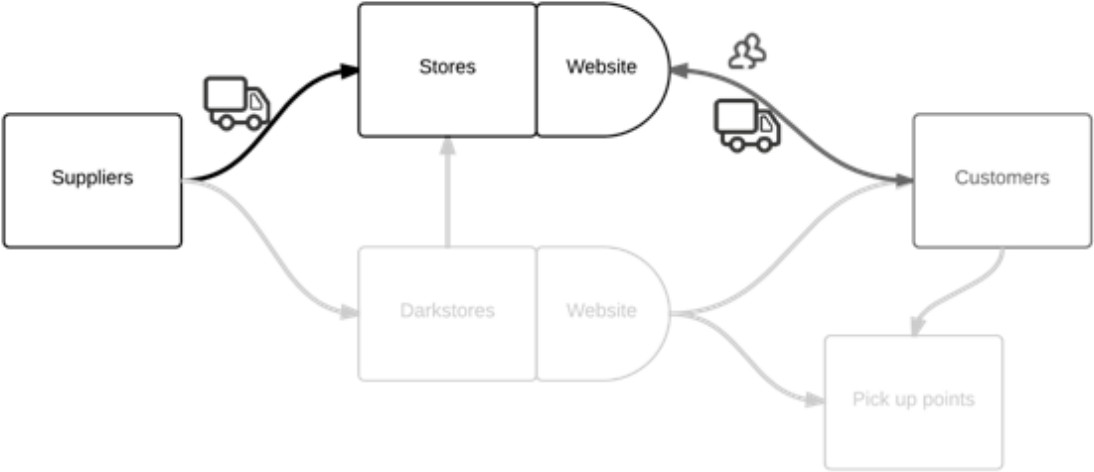 Stores
Website
Suppliers
Customers
Darkstores
Website
Pick up points